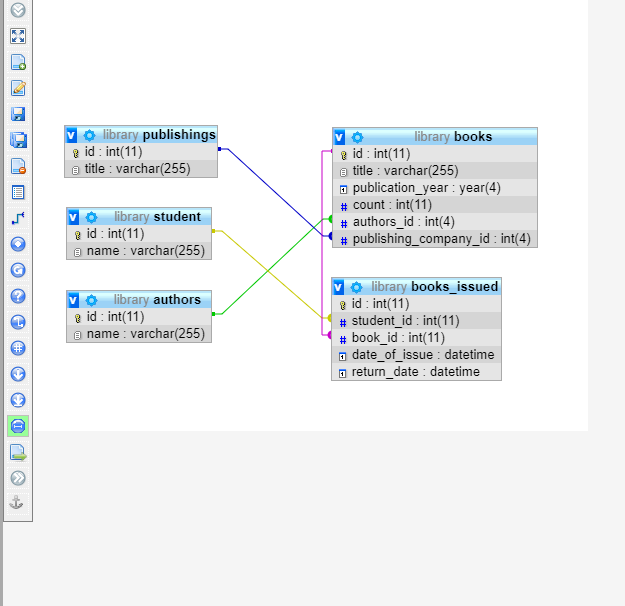 library publishings
id : int(11)
title : varchar(255)
library student
id : int(11)
name : varchar(255)
library authors
id : int(11)
name : varchar(255)
library books
id : int(11)
title : varchar(255)
publication_year : year(4)
count : int(11)
authors_id : int(4)
publishing_company_id : int(4)
library books_issued
id : int(11)
student_id : int(11)
book_id : int(11)
date_of_issue : datetime
return_date : datetime